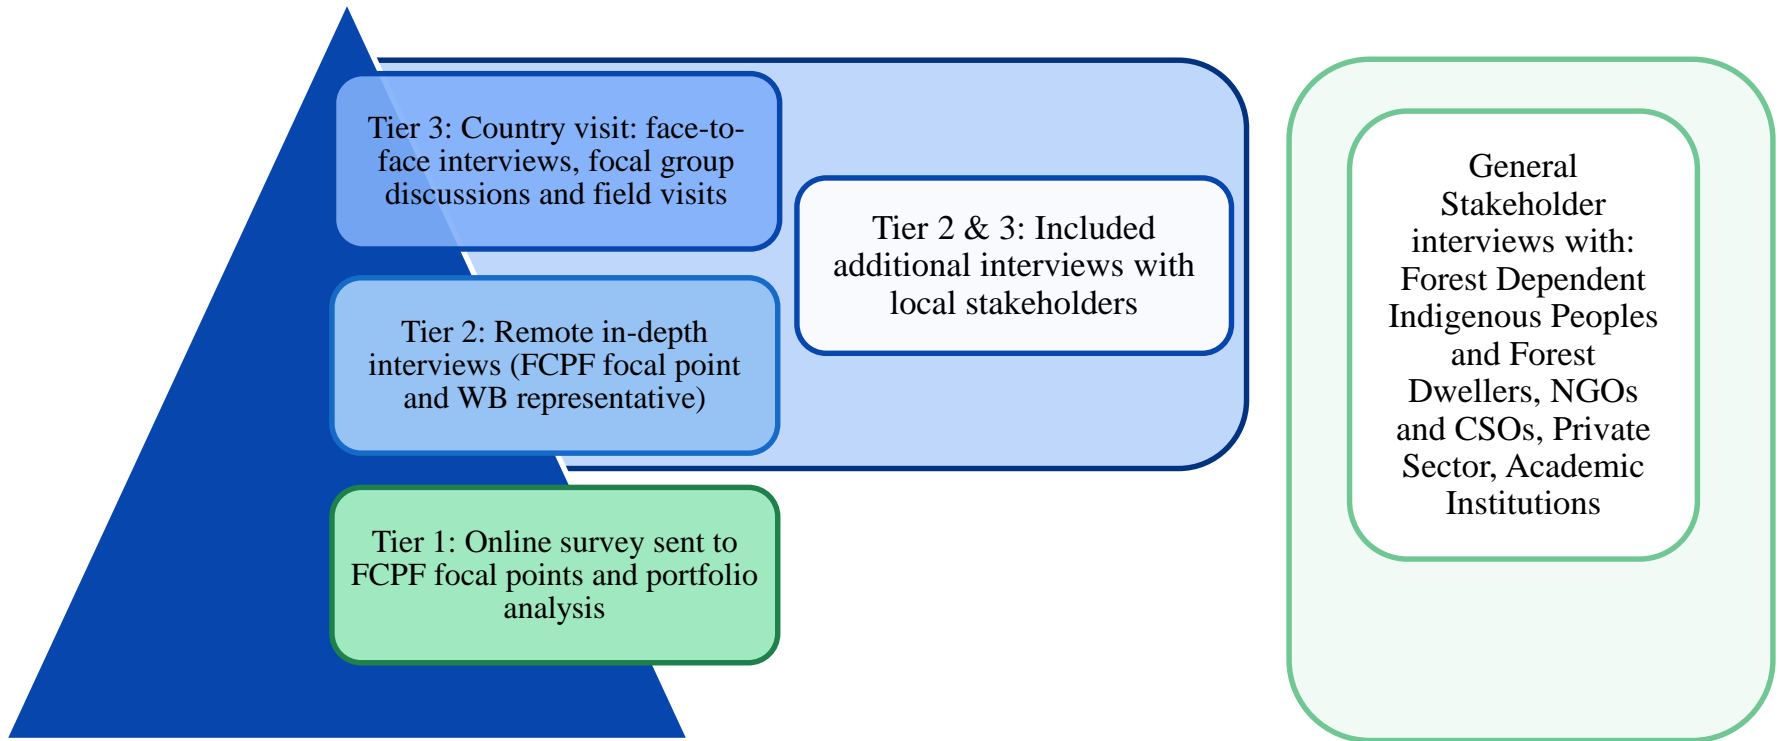 Tier 3: Country visit: face-to-
face interviews, focal group
discussions and field visits
Tier 2: Remote in-depth
interviews (FCPF focal point
and WB representative)
Tier 1: Online survey sent to
FCPF focal points and portfolio
analysis
Tier 2 & 3: Included
additional interviews with
local stakeholders
General
Stakeholder
interviews with:
Forest Dependent
Indigenous Peoples
and Forest
Dwellers, NGOs
and CSOs, Private
Sector, Academic
Institutions